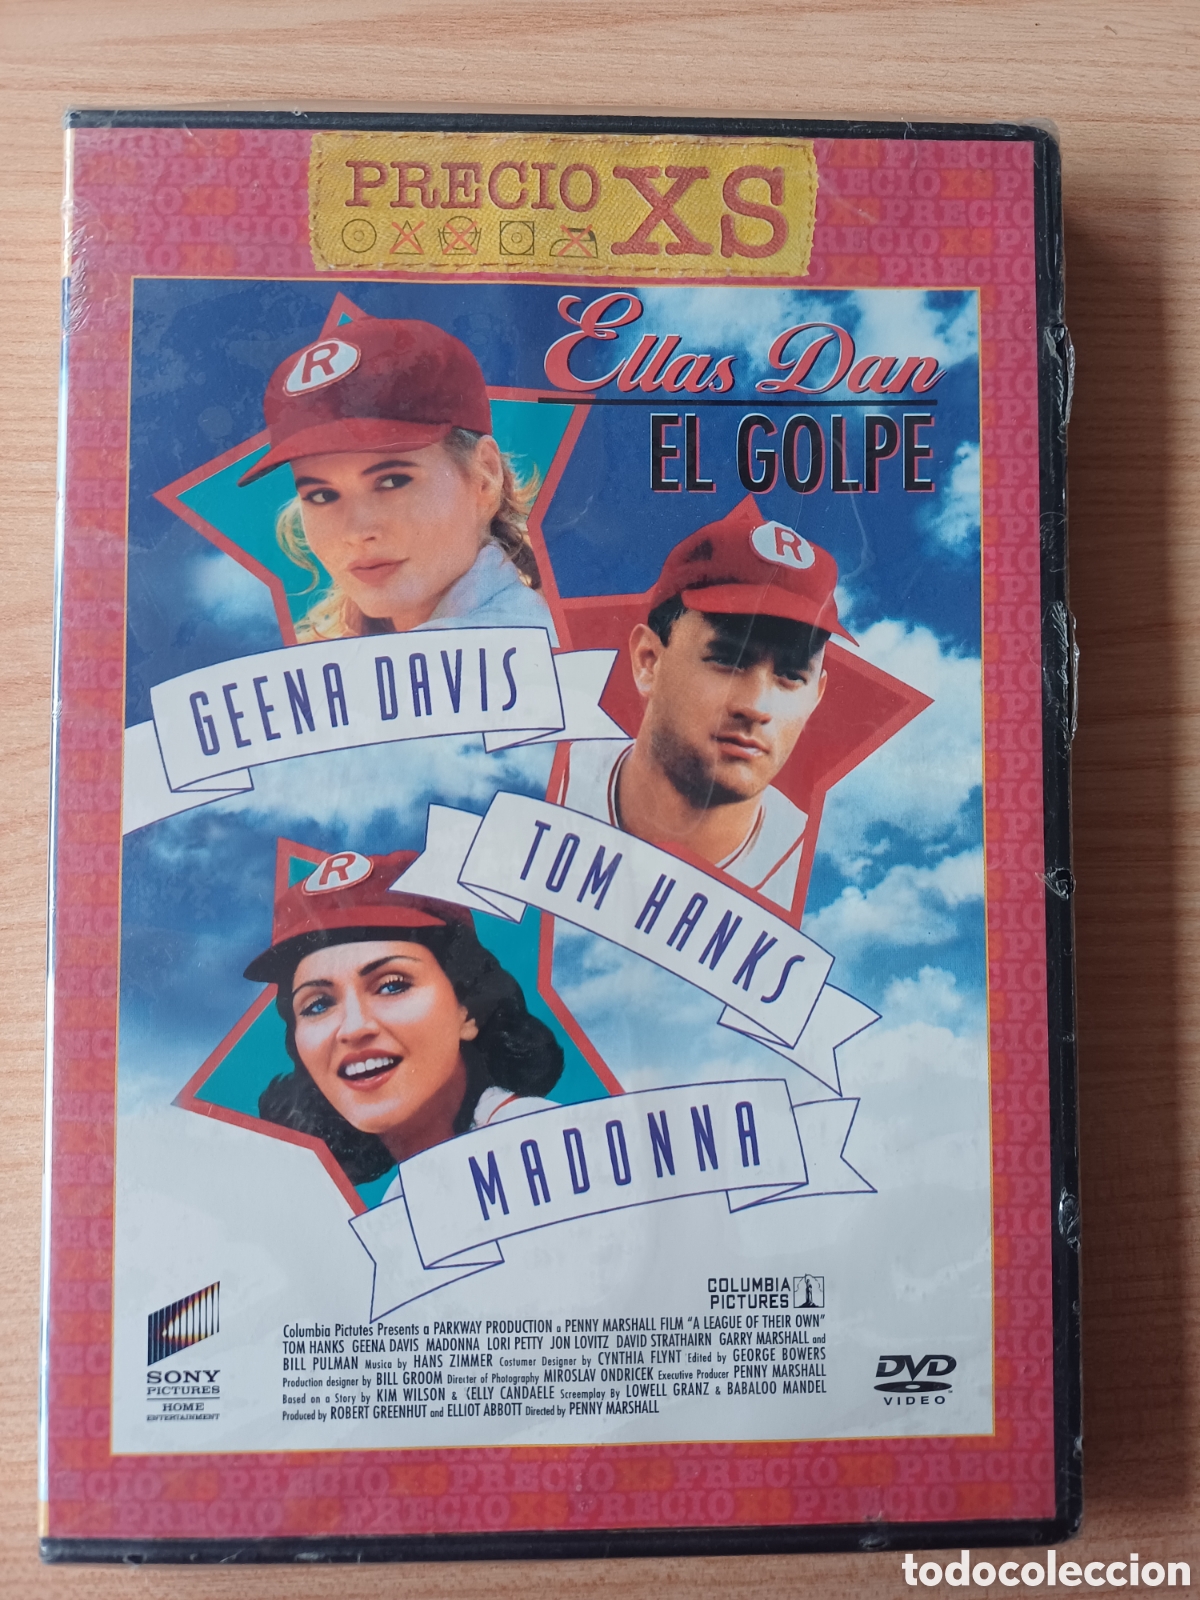 PRECIO XS
Ellas Dan
EL GOLPE
R
R
R
GEENA DAVIS
TOM HANKS
MADONNA
COLUMBIA
PICTURES
SONY
PICTURES
HOME
ENTERTAINMENT
Columbia Pictutes Presents a PARKWAY PRODUCTION a PENNY MARSHALL FILM "A LEAGUE OF THEIR OWN"
TOM HANKS GEENA DAVIS MADONNA LORI PETTY JON LOVITZ DAVID STRATHAIRN GARRY MARSHALL and
BILL PULMAN Musica by HANS ZIMMER Costumer Designer by CYNTHIA FLYNT Edited by GEORGE BOWERS
Production designer by BILL GROOM Director of Photography MIROSLAV ONDRICEK Executive Producer PENNY MARSHALL
Based on a Story by KIM WILSON & KELLY CANDAELE Screemplay By LOWELL GRANZ & BABALOO MANDEL
Produced by ROBERT GREENHUT and ELLIOT ABBOTT Directed by PENNY MARSHALL
DVD
VIDEO
todocoleccion